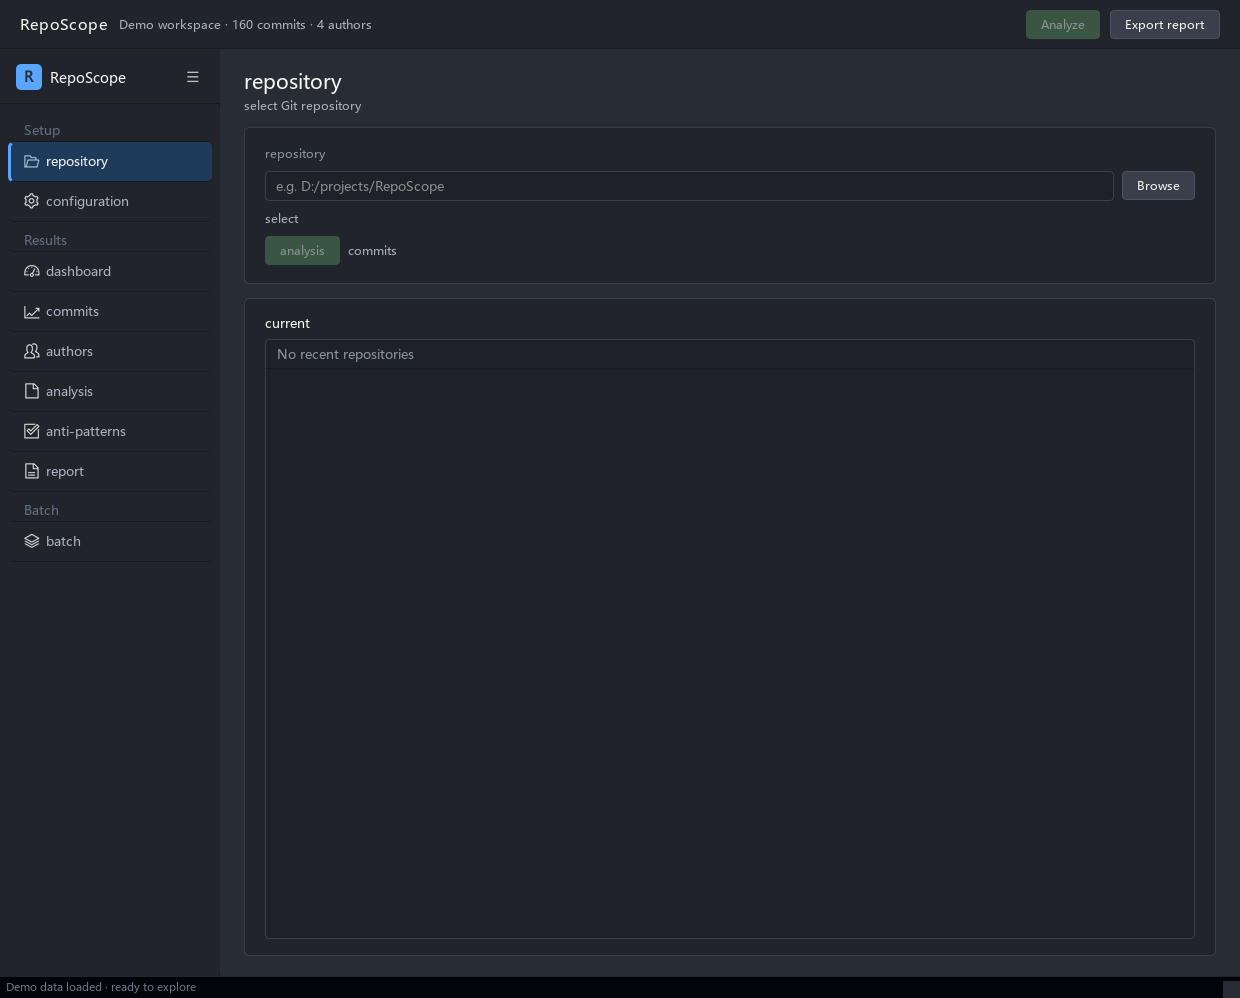 RepoScope Demo workspace · 160 commits · 4 authors Analyze Export report
R RepoScope
Setup
repository
configuration
Results
dashboard
commits
authors
analysis
anti-patterns
report
Batch
batch
repository
select Git repository
repository
e.g. D:/projects/RepoScope Browse
select
analysis commits
current
No recent repositories
Demo data loaded · ready to explore